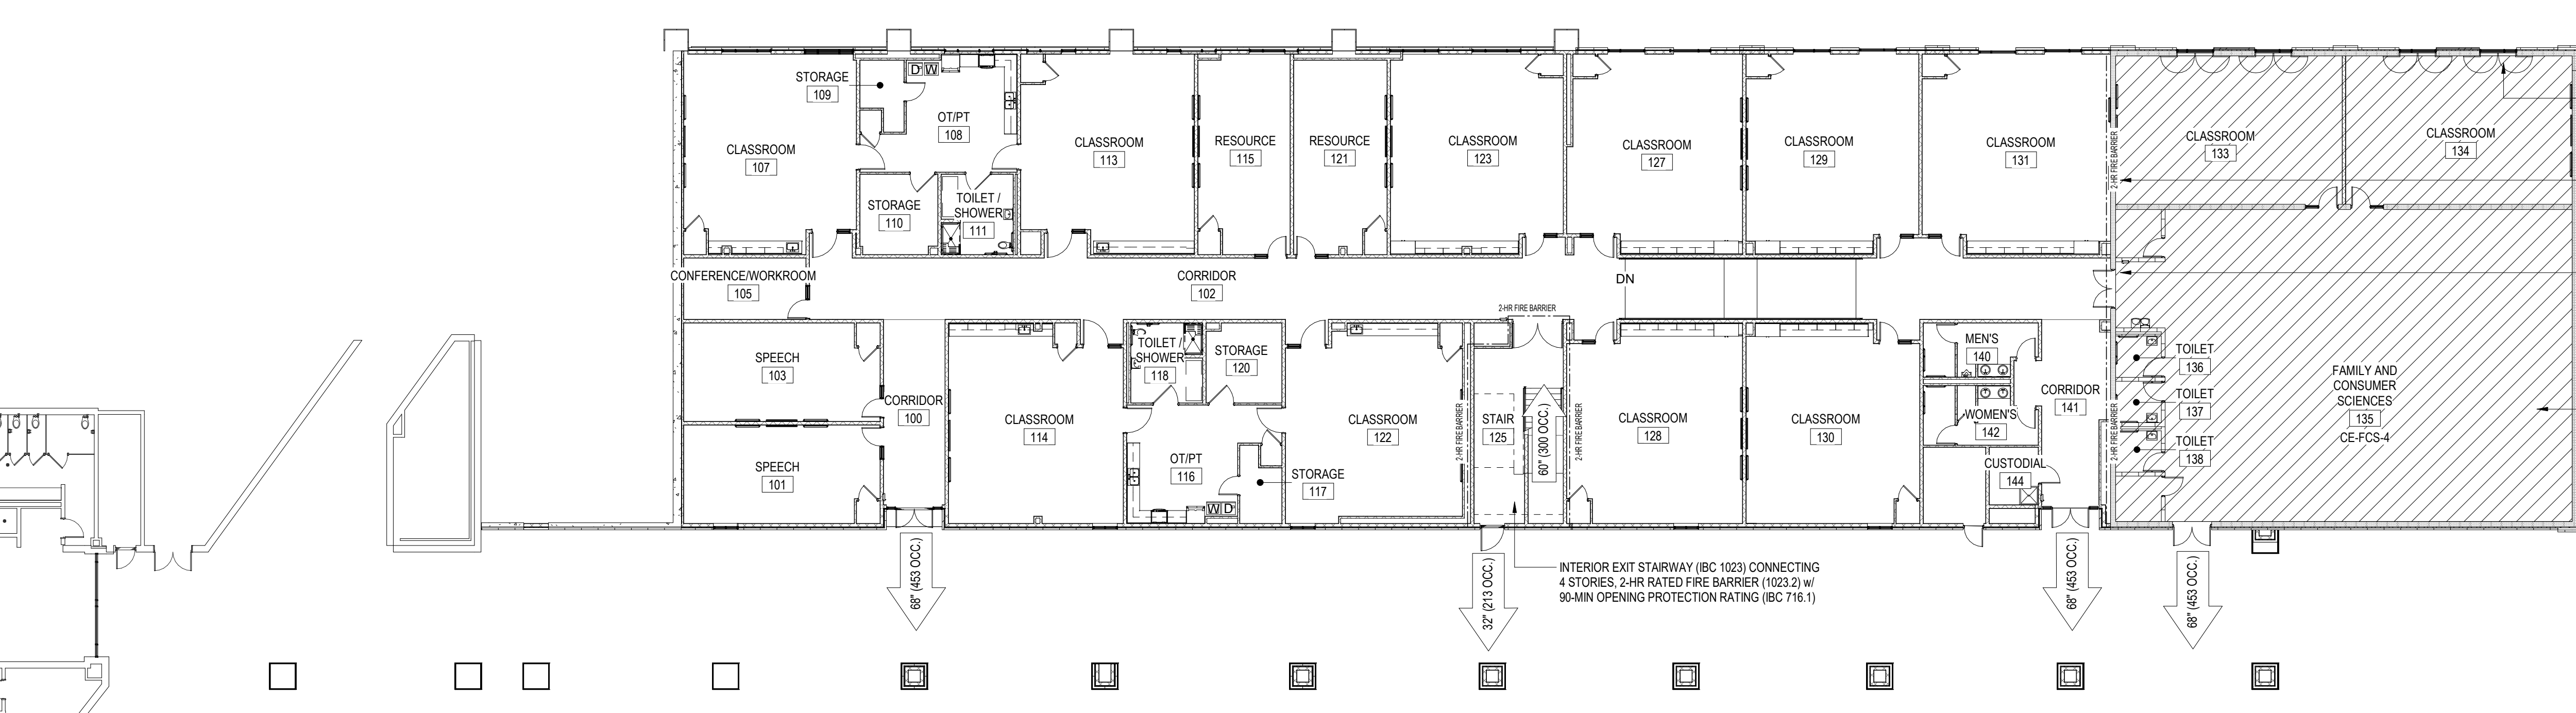 STORAGE
109
D W
OT/PT
108
CLASSROOM
107
STORAGE
110
TOILET /
SHOWER
111
CLASSROOM
113
RESOURCE
115
RESOURCE
121
CLASSROOM
123
CLASSROOM
127
CLASSROOM
129
CLASSROOM
131
2-HR FIRE BARRIER
CLASSROOM
133
CLASSROOM
134
CONFERENCE/WORKROOM
105
CORRIDOR
102
DN
2-HR FIRE BARRIER
SPEECH
103
SPEECH
101
CORRIDOR
100
CLASSROOM
114
TOILET /
SHOWER
118
STORAGE
120
OT/PT
116
W D
STORAGE
117
CLASSROOM
122
2-HR FIRE BARRIER
STAIR
125
60" (300 OCC.)
2-HR FIRE BARRIER
CLASSROOM
128
CLASSROOM
130
MEN'S
140
WOMEN'S
142
CUSTODIAL
144
CORRIDOR
141
2-HR FIRE BARRIER
TOILET
136
TOILET
137
TOILET
138
FAMILY AND
CONSUMER
SCIENCES
135
CE-FCS-4
68" (453 OCC.)
32" (213 OCC.)
INTERIOR EXIT STAIRWAY (IBC 1023) CONNECTING
4 STORIES, 2-HR RATED FIRE BARRIER (1023.2) w/
90-MIN OPENING PROTECTION RATING (IBC 716.1)
68" (453 OCC.)
68" (453 OCC.)